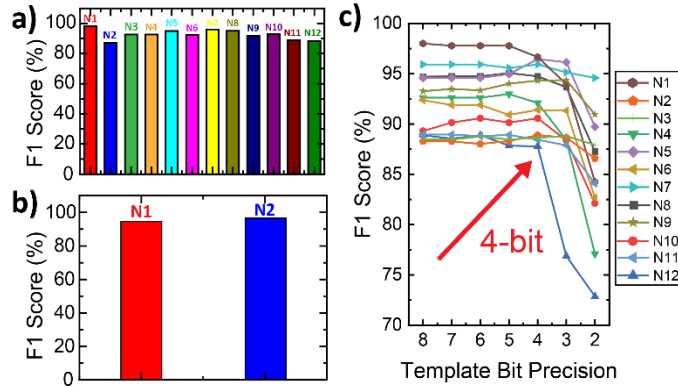 a)
F1 Score (%)
100
80
60
40
20
0
N1
N2
N3
N4
N5
N6
N7
N8
N9
N10
N11
N12
b)
F1 Score (%)
100
80
60
40
20
0
N1
N2
c)
F1 Score (%)
100
95
90
85
80
75
70
4-bit
8 7 6 5 4 3 2
Template Bit Precision
N1
N2
N3
N4
N5
N6
N7
N8
N9
N10
N11
N12